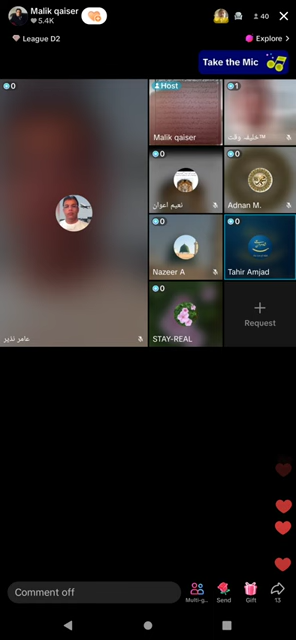 Malik qaiser
5.4K
40
League D2
Explore >
Take the Mic
0
Host
Malik qaiser
1
خلیف وقت™
0
نعیم اعوان
0
Adnan M.
0
Nazeer A
0
Tahir Amjad
عامر نذیر
0
STAY-REAL
+
Request
Comment off
Multi-g...
Send
Gift
13